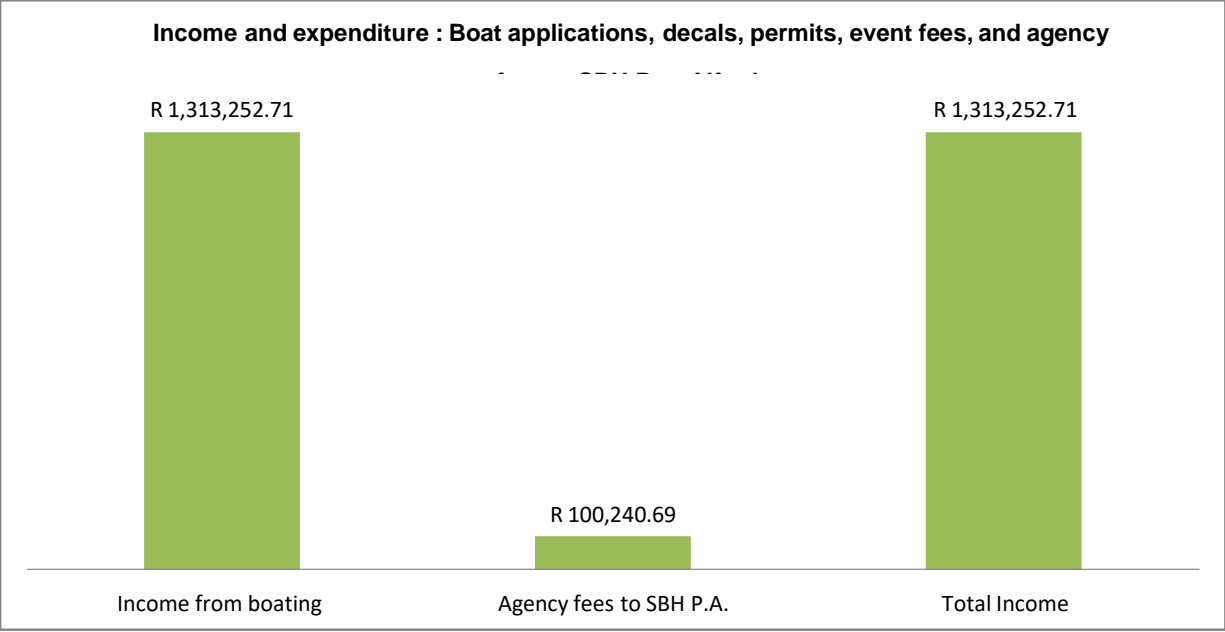 Income and expenditure : Boat applications, decals, permits, event fees, and agency
R 1,313,252.71
R 1,313,252.71
R 100,240.69
Income from boating
Agency fees to SBH P.A.
Total Income